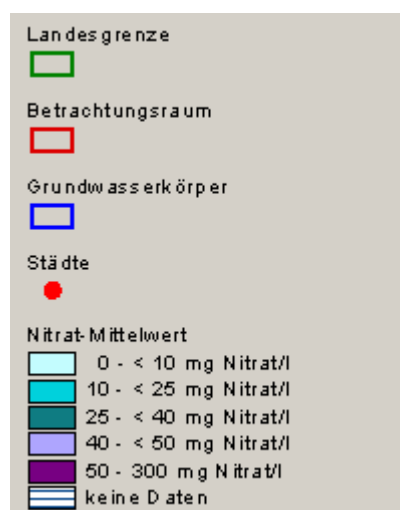 Landesgrenze
Betrachtungsraum
Grundwasserkörper
Städte
Nitrat-Mittelwert
0 - < 10 mg Nitrat/l
10 - < 25 mg Nitrat/l
25 - < 40 mg Nitrat/l
40 - < 50 mg Nitrat/l
50 - 300 mg Nitrat/l
keine Daten